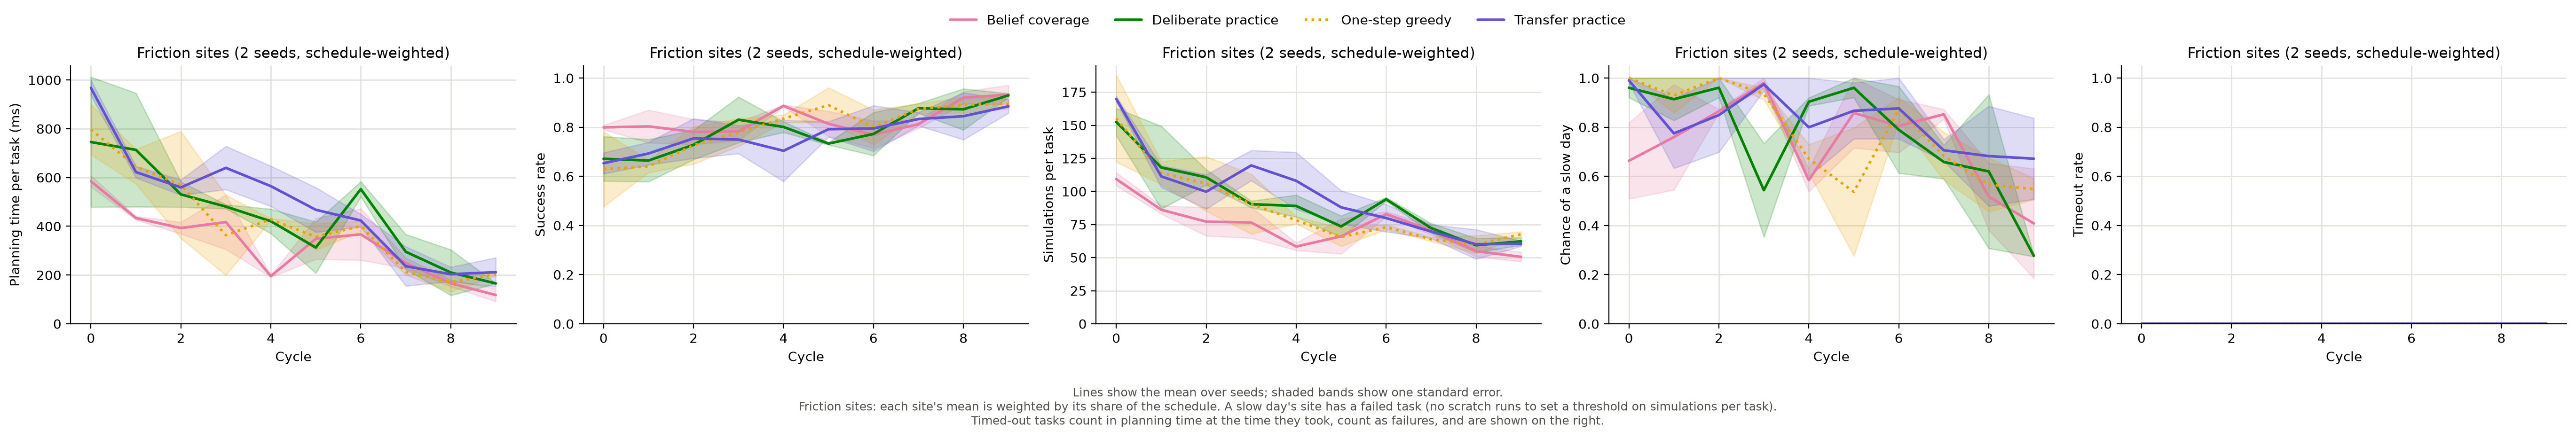 Belief coverage
Deliberate practice
One-step greedy
Transfer practice
Friction sites (2 seeds, schedule-weighted)
Planning time per task (ms)
1000
800
600
400
200
0
0 2 4 6 8
Cycle
Friction sites (2 seeds, schedule-weighted)
Success rate
1.0
0.8
0.6
0.4
0.2
0.0
0 2 4 6 8
Cycle
Friction sites (2 seeds, schedule-weighted)
Simulations per task
175
150
125
100
75
50
25
0
0 2 4 6 8
Cycle
Friction sites (2 seeds, schedule-weighted)
Chance of a slow day
1.0
0.8
0.6
0.4
0.2
0.0
0 2 4 6 8
Cycle
Friction sites (2 seeds, schedule-weighted)
Timeout rate
1.0
0.8
0.6
0.4
0.2
0.0
0 2 4 6 8
Cycle
Lines show the mean over seeds; shaded bands show one standard error.
Friction sites: each site's mean is weighted by its share of the schedule. A slow day's site has a failed task (no scratch runs to set a threshold on simulations per task).
Timed-out tasks count in planning time at the time they took, count as failures, and are shown on the right.